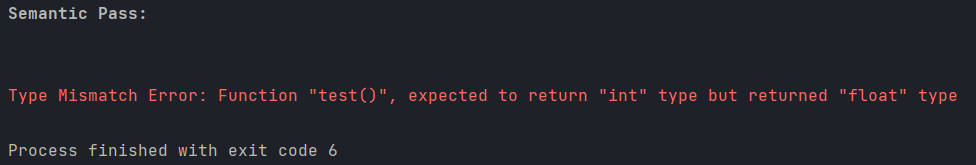 Semantic Pass:
Type Mismatch Error: Function "test()", expected to return "int" type but returned "float" type
Process finished with exit code 6